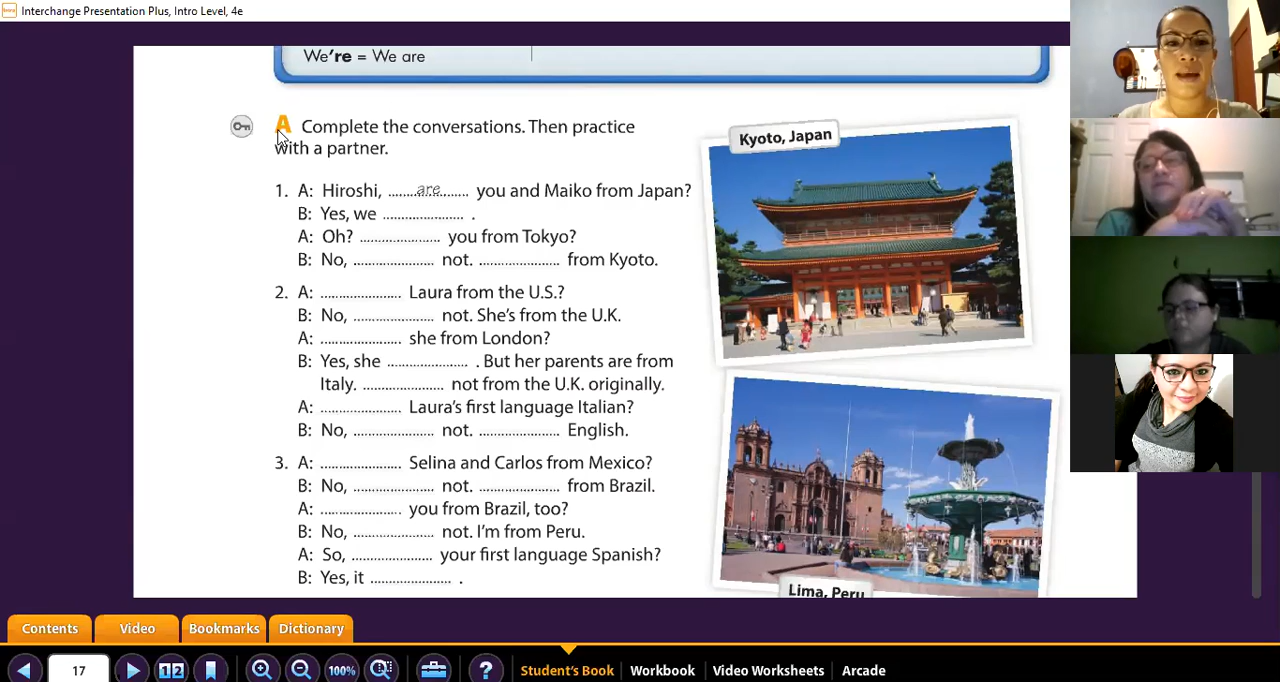 Interchange Presentation Plus, Intro Level, 4e
We're = We are
A Complete the conversations. Then practice
with a partner.
1. A: Hiroshi, ........are........ you and Maiko from Japan?
B: Yes, we ...................... .
A: Oh? ...................... you from Tokyo?
B: No, ...................... not. ...................... from Kyoto.
2. A: ...................... Laura from the U.S.?
B: No, ...................... not. She's from the U.K.
A: ...................... she from London?
B: Yes, she ...................... . But her parents are from
Italy. ...................... not from the U.K. originally.
A: ...................... Laura's first language Italian?
B: No, ...................... not. ...................... English.
3. A: ...................... Selina and Carlos from Mexico?
B: No, ...................... not. ...................... from Brazil.
A: ...................... you from Brazil, too?
B: No, ...................... not. I'm from Peru.
A: So, ...................... your first language Spanish?
B: Yes, it ...................... .
Kyoto, Japan
Lima, Peru
Contents Video Bookmarks Dictionary
17 12 100% ? Student's Book Workbook Video Worksheets Arcade